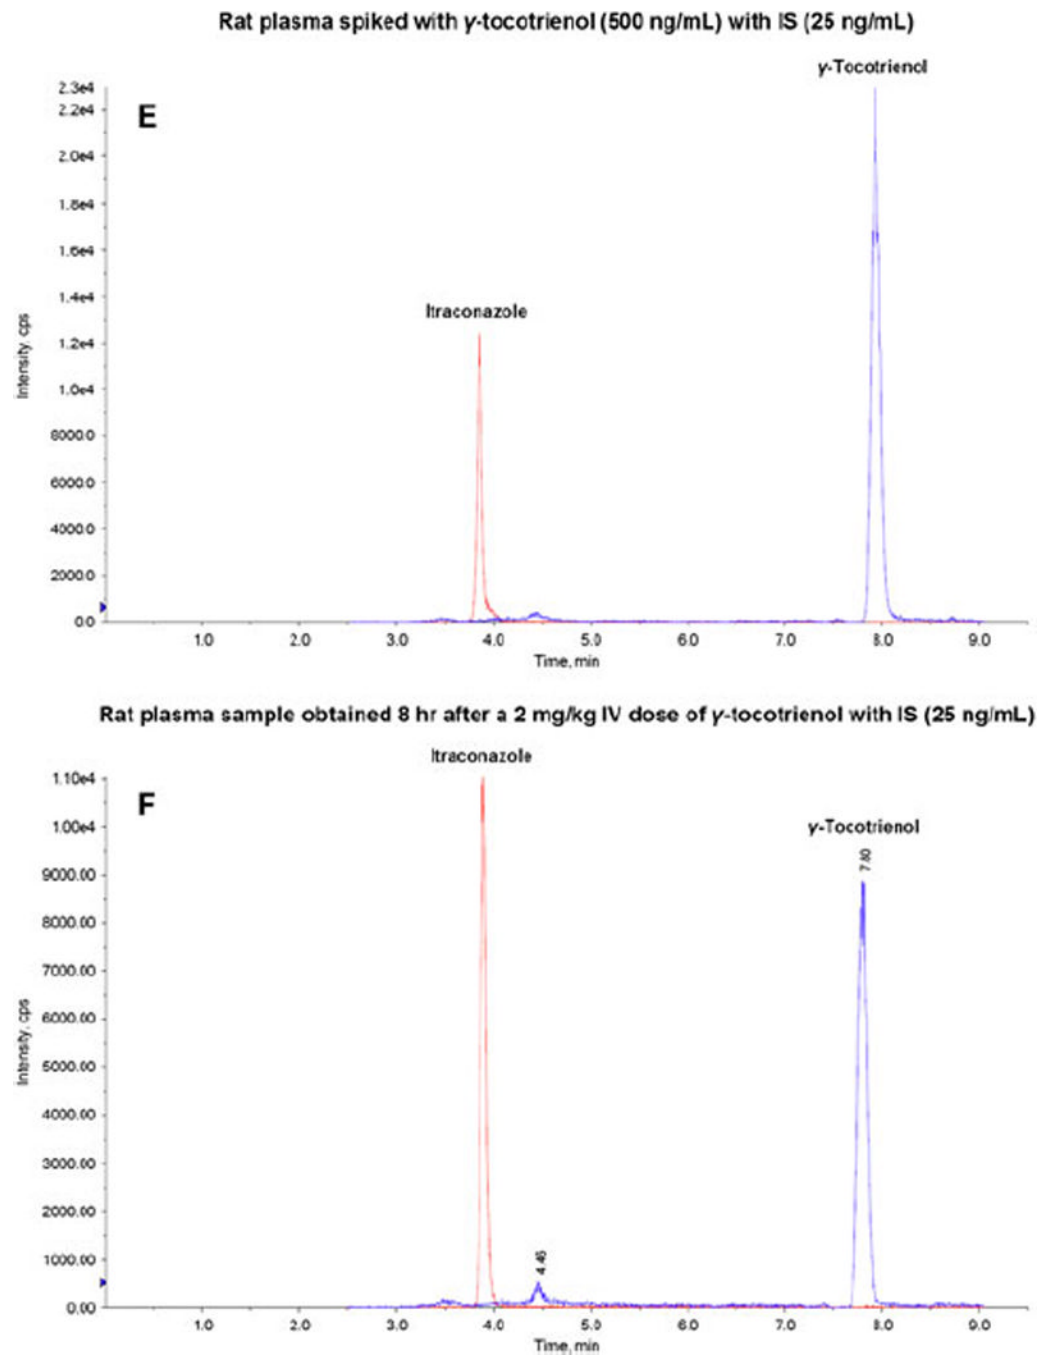 Rat plasma spiked with γ-tocotrienol (500 ng/mL) with IS (25 ng/mL)
γ-Tocotrienol
E
2.3e4
2.2e4
2.0e4
1.8e4
1.6e4
1.4e4
Itraconazole
1.2e4
1.0e4
8000.0
6000.0
4000.0
2000.0
0.0
Intensity, cps
1.0 2.0 3.0 4.0 5.0 6.0 7.0 8.0 9.0
Time, min
Rat plasma sample obtained 8 hr after a 2 mg/kg IV dose of γ-tocotrienol with IS (25 ng/mL)
Itraconazole
F
1.10e4
γ-Tocotrienol
1.00e4
7.80
9000.00
8000.00
7000.00
6000.00
5000.00
4000.00
3000.00
2000.00
1000.00
0.00
4.45
Intensity, cps
1.0 2.0 3.0 4.0 5.0 6.0 7.0 8.0 9.0
Time, min